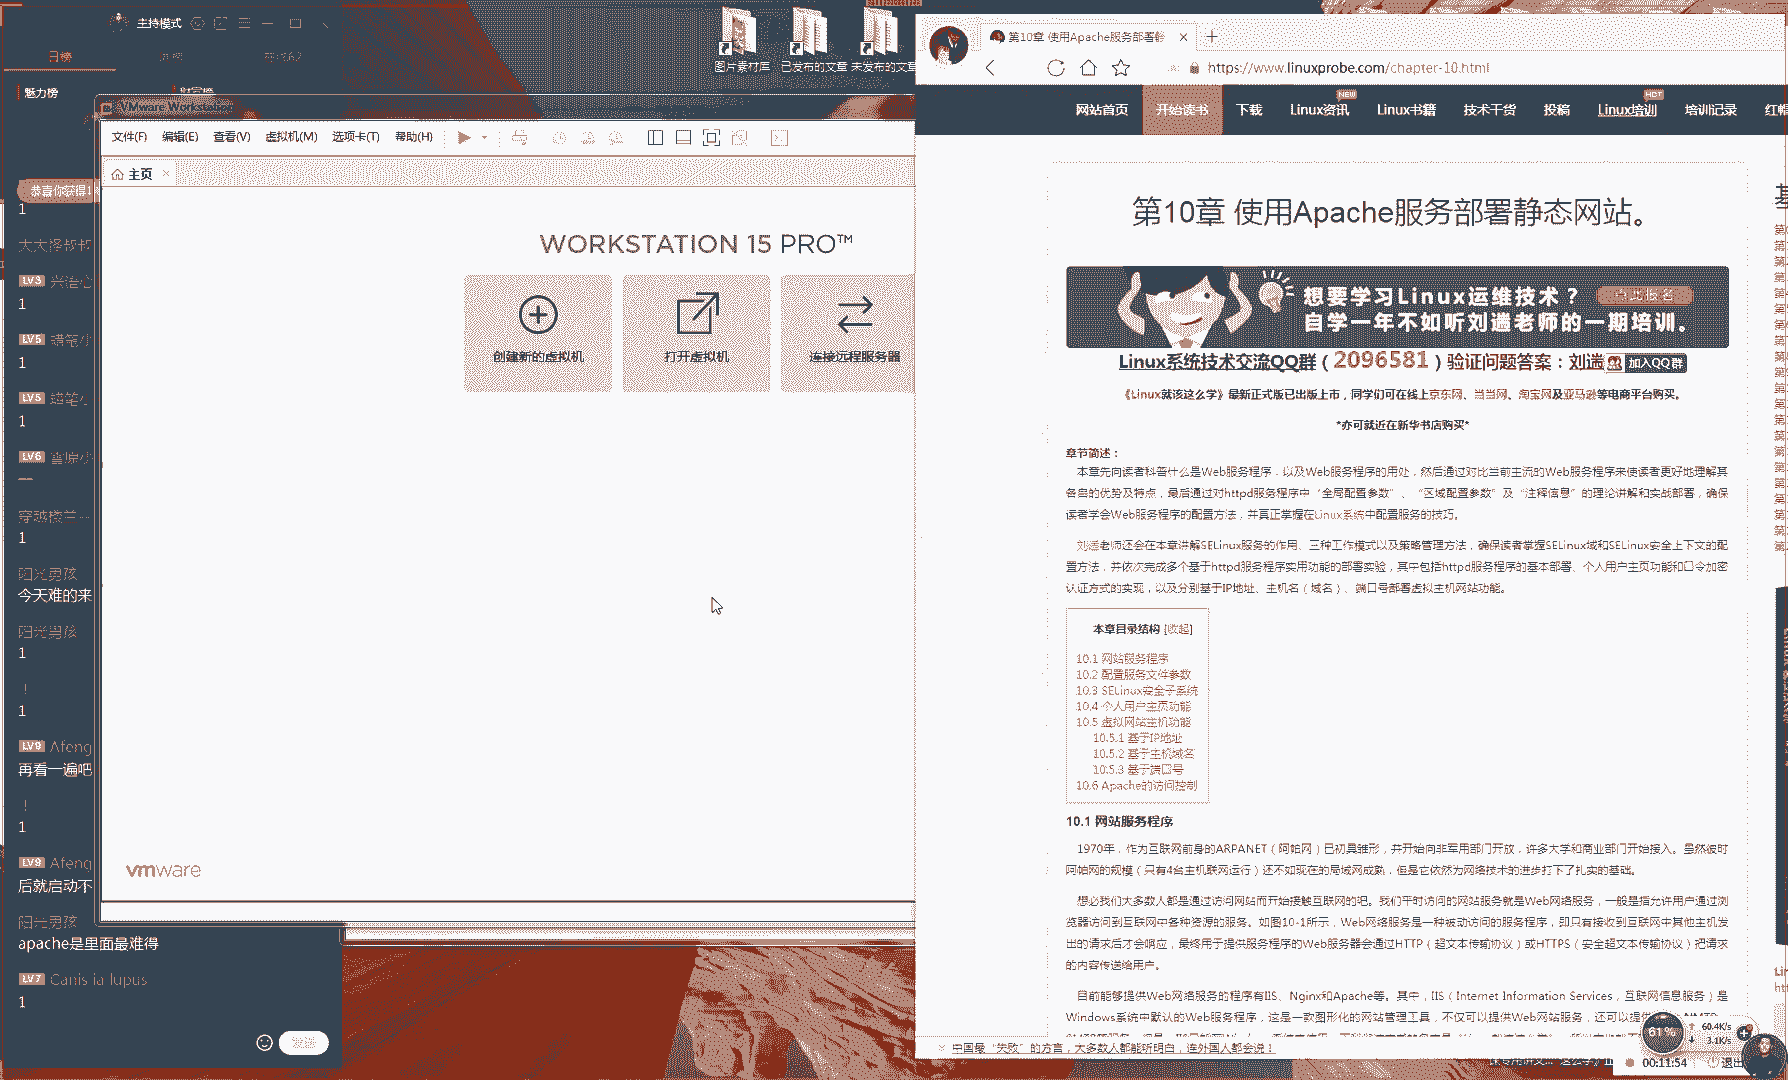 主持模式
日榜
魅力榜
恭喜你获得1
1
LV3
1
LV5
1
LV5
1
LV6
一
1
阳光男孩
今天难的来
阳光男孩
1
！
1
LV9 Afeng
再看一遍吧
！
1
LV9 Afeng
后就启动不
阳光男孩
apache是里面最难得
LV7 Canis la lupus
1
发送
图片素材库
已发布的文章
未发布的文章
VMware Workstation
文件(F) 编辑(E) 查看(V) 虚拟机(M) 选项卡(T) 帮助(H)
主页
WORKSTATION 15 PRO™
创建新的虚拟机
打开虚拟机
连接远程服务器
vmware
第10章 使用Apache服务部署静
https://www.linuxprobe.com/chapter-10.html
网站首页 开始读书 下载 Linux资讯 NEW Linux书籍 技术干货 投稿 Linux培训 HOT 培训记录 红帽
第10章 使用Apache服务部署静态网站。
想要学习Linux运维技术？ 点此报名
自学一年不如听刘遄老师的一期培训。
Linux系统技术交流QQ群（2096581）验证问题答案：刘遄 加入QQ群
《Linux就该这么学》最新正式版已出版上市，同学们可在线上京东网、当当网、淘宝网及亚马逊等电商平台购买。
*亦可就近在新华书店购买*
章节简述：
本章先向读者科普什么是Web服务程序，以及Web服务程序的用处，然后通过对比当前主流的Web服务程序来使读者更好地理解其
各自的优势及特点，最后通过对httpd服务程序中“全局配置参数”、“区域配置参数”及“注释信息”的理论讲解和实战部署，确保
读者学会Web服务程序的配置方法，并真正掌握在Linux系统中配置服务的技巧。
刘遄老师还会在本章讲解SELinux服务的作用、三种工作模式以及策略管理方法，确保读者掌握SELinux域和SELinux安全上下文的配
置方法，并依次完成多个基于httpd服务程序实用功能的部署实验，其中包括httpd服务程序的基本部署、个人用户主页功能和口令加密
认证方式的实现，以及分别基于IP地址、主机名（域名）、端口号部署虚拟主机网站功能。
本章目录结构 [收起]
10.1 网站服务程序
10.2 配置服务文件参数
10.3 SELinux安全子系统
10.4 个人用户主页功能
10.5 虚拟网站主机功能
10.5.1 基于IP地址
10.5.2 基于主机域名
10.5.3 基于端口号
10.6 Apache的访问控制
10.1 网站服务程序
1970年，作为互联网前身的ARPANET（阿帕网）已初具雏形，并开始向非军用部门开放，许多大学和商业部门开始接入。虽然彼时
阿帕网的规模（只有4台主机联网运行）还不如现在的局域网成熟，但是它依然为网络技术的进步打下了扎实的基础。
想必我们大多数人都是通过访问网站而开始接触互联网的吧。我们平时访问的网站服务就是Web网络服务，一般是指允许用户通过浏
览器访问到互联网中各种资源的服务。如图10-1所示，Web网络服务是一种被动访问的服务程序，即只有接收到互联网中其他主机发
出的请求后才会响应，最终用于提供服务程序的Web服务器会通过HTTP（超文本传输协议）或HTTPS（安全超文本传输协议）把请求
的内容传送给用户。
目前能够提供Web网络服务的程序有IIS、Nginx和Apache等。其中，IIS（Internet Information Services，互联网信息服务）是
Windows系统中默认的Web服务程序，这是一款图形化的网站管理工具，不仅可以提供Web网站服务，还可以提供
中国最“失败”的方言，大多数人都能听明白，连外国人都会说！
61%
60.4K/s
3.1K/s
00:11:54
退出